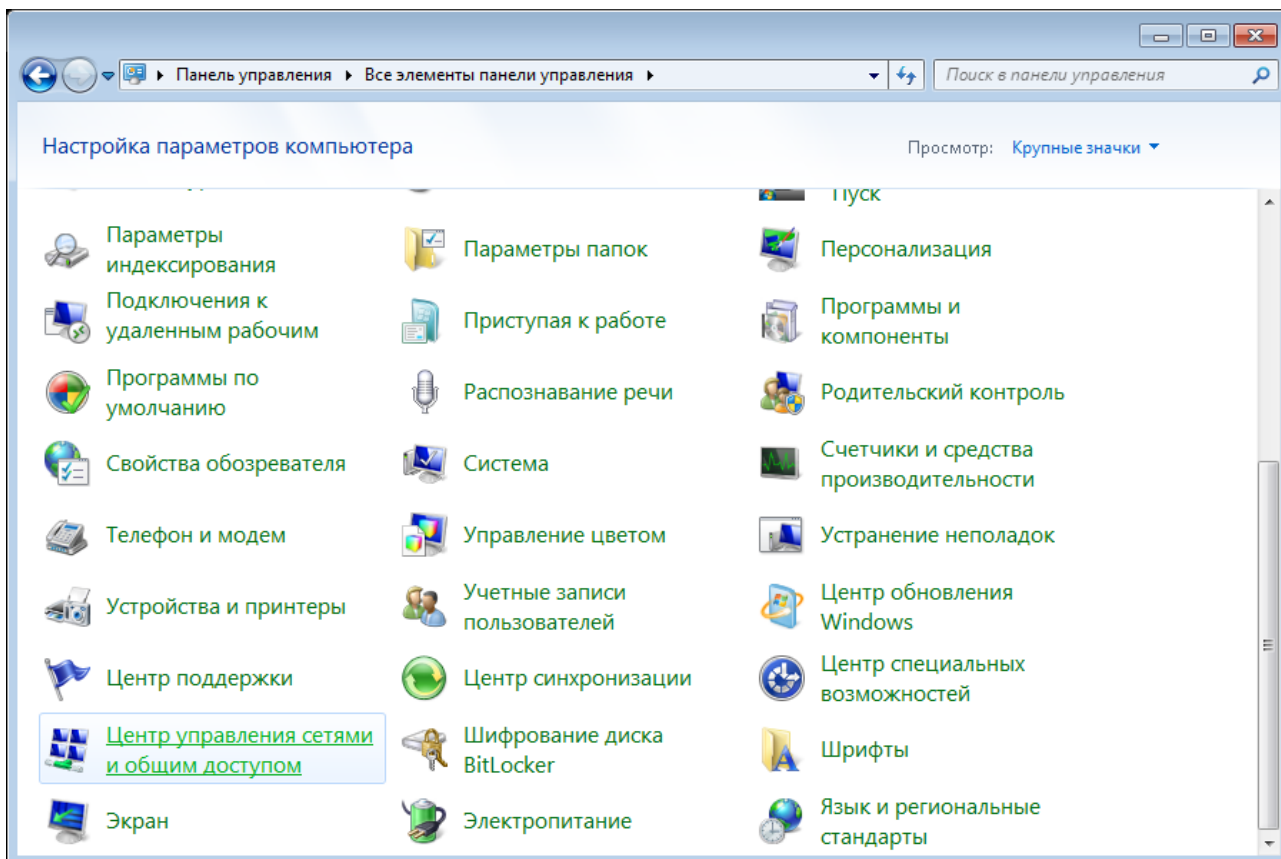 Панель управления ▸ Все элементы панели управления ▸
Поиск в панели управления
Настройка параметров компьютера
Просмотр: Крупные значки
Пуск
Параметры
индексирования
Параметры папок
Персонализация
Подключения к
удаленным рабочим
Приступая к работе
Программы и
компоненты
Программы по
умолчанию
Распознавание речи
Родительский контроль
Свойства обозревателя
Система
Счетчики и средства
производительности
Телефон и модем
Управление цветом
Устранение неполадок
Устройства и принтеры
Учетные записи
пользователей
Центр обновления
Windows
Центр поддержки
Центр синхронизации
Центр специальных
возможностей
Центр управления сетями
и общим доступом
Шифрование диска
BitLocker
Шрифты
Экран
Электропитание
Язык и региональные
стандарты